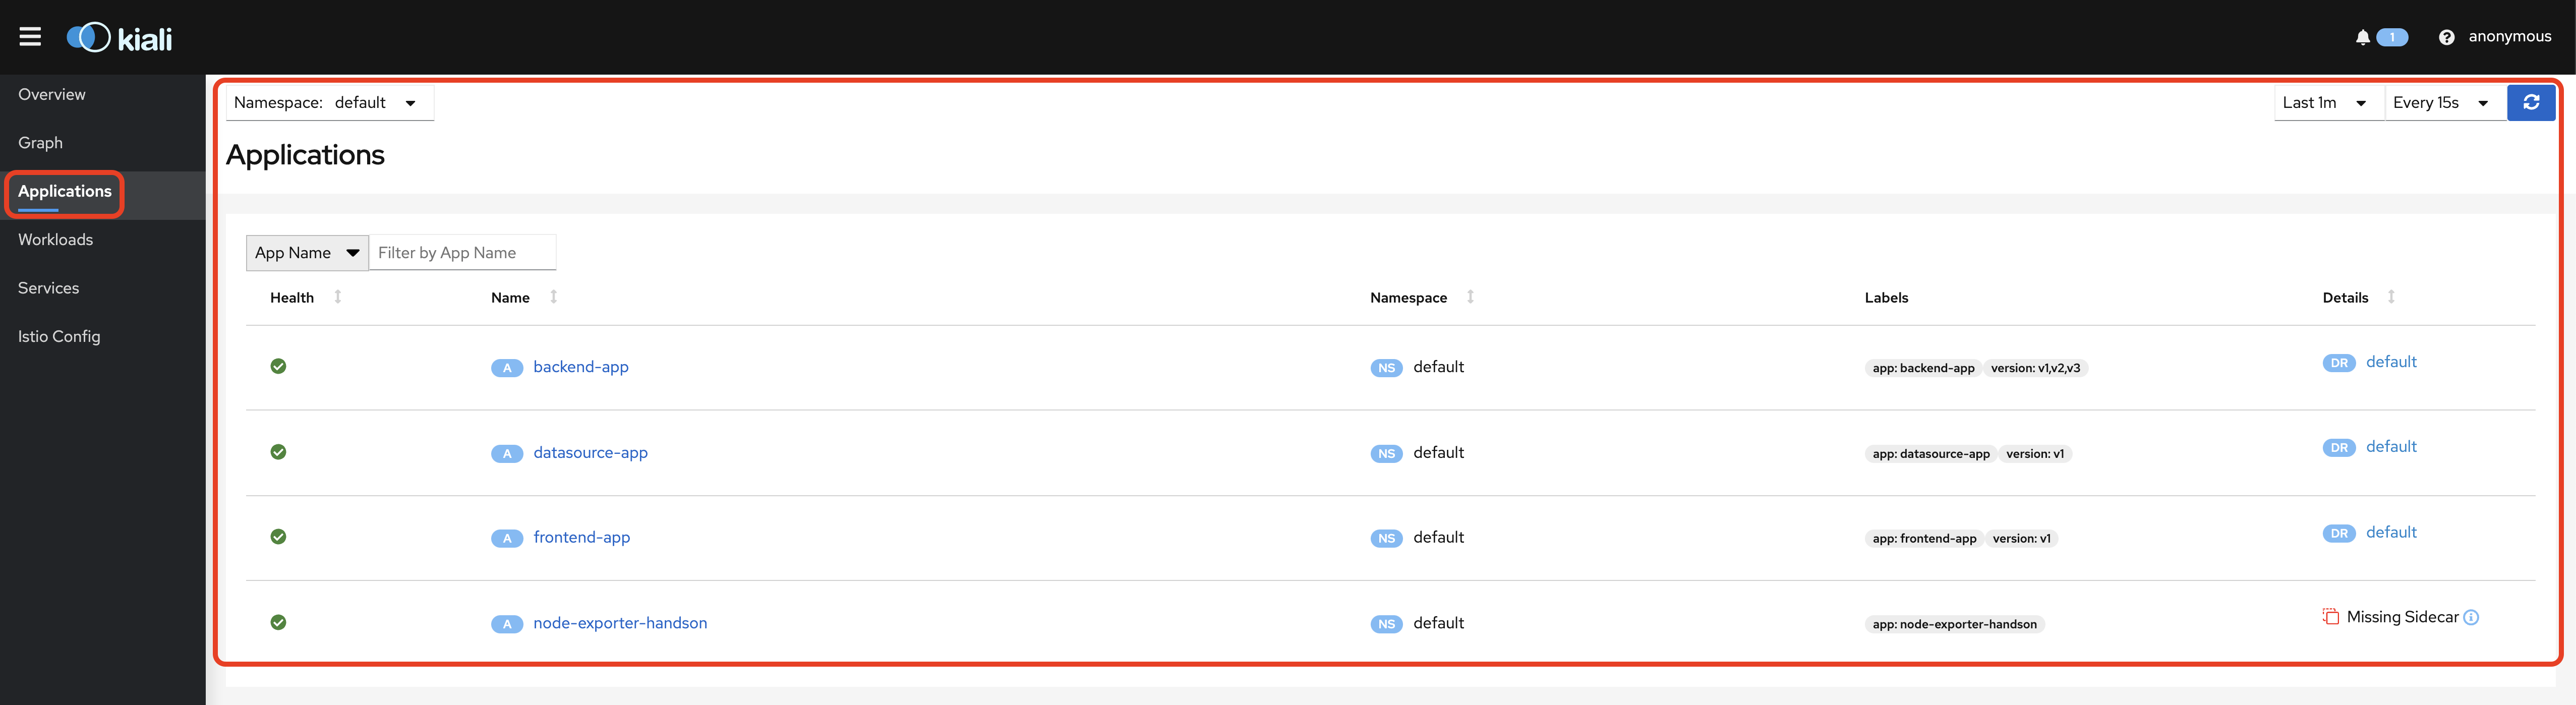 kiali
1
anonymous
Overview
Graph
Applications
Workloads
Services
Istio Config
Namespace: default
Last 1m
Every 15s
Applications
App Name
Filter by App Name
Health Name Namespace Labels Details
A backend-app NS default app: backend-app version: v1,v2,v3 DR default
A datasource-app NS default app: datasource-app version: v1 DR default
A frontend-app NS default app: frontend-app version: v1 DR default
A node-exporter-handson NS default app: node-exporter-handson Missing Sidecar